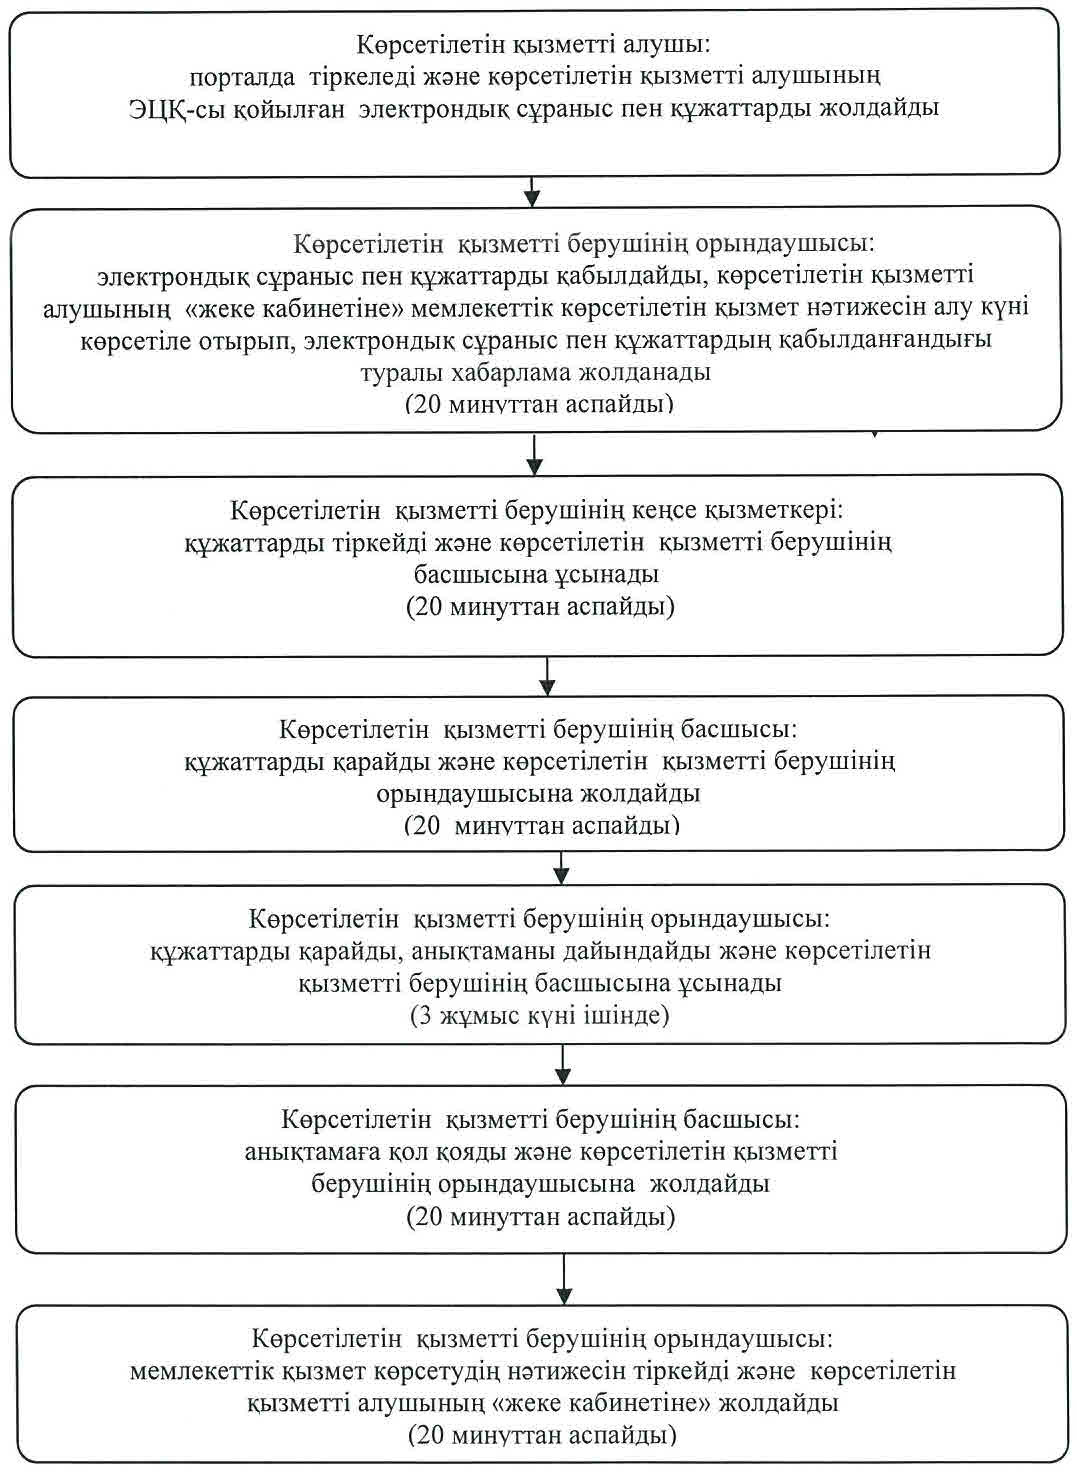 Көрсетілетін қызметті алушы:
порталда тіркеледі және көрсетілетін қызметті алушының
ЭЦҚ-сы қойылған электрондық сұраныс пен құжаттарды жолдайды
Көрсетілетін қызметті берушінің орындаушысы:
электрондық сұраныс пен құжаттарды қабылдайды, көрсетілетін қызметті
алушының «жеке кабинетіне» мемлекеттік көрсетілетін қызмет нәтижесін алу күні
көрсетіле отырып, электрондық сұраныс пен құжаттардың қабылданғандығы
туралы хабарлама жолданады
(20 минуттан аспайды)
Көрсетілетін қызметті берушінің кеңсе қызметкері:
құжаттарды тіркейді және көрсетілетін қызметті берушінің
басшысына ұсынады
(20 минуттан аспайды)
Көрсетілетін қызметті берушінің басшысы:
құжаттарды қарайды және көрсетілетін қызметті берушінің
орындаушысына жолдайды
(20 минуттан аспайды)
Көрсетілетін қызметті берушінің орындаушысы:
құжаттарды қарайды, анықтаманы дайындайды және көрсетілетін
қызметті берушінің басшысына ұсынады
(3 жұмыс күні ішінде)
Көрсетілетін қызметті берушінің басшысы:
анықтамаға қол қояды және көрсетілетін қызметті
берушінің орындаушысына жолдайды
(20 минуттан аспайды)
Көрсетілетін қызметті берушінің орындаушысы:
мемлекеттік қызмет көрсетудің нәтижесін тіркейді және көрсетілетін
қызметті алушының «жеке кабинетіне» жолдайды
(20 минуттан аспайды)